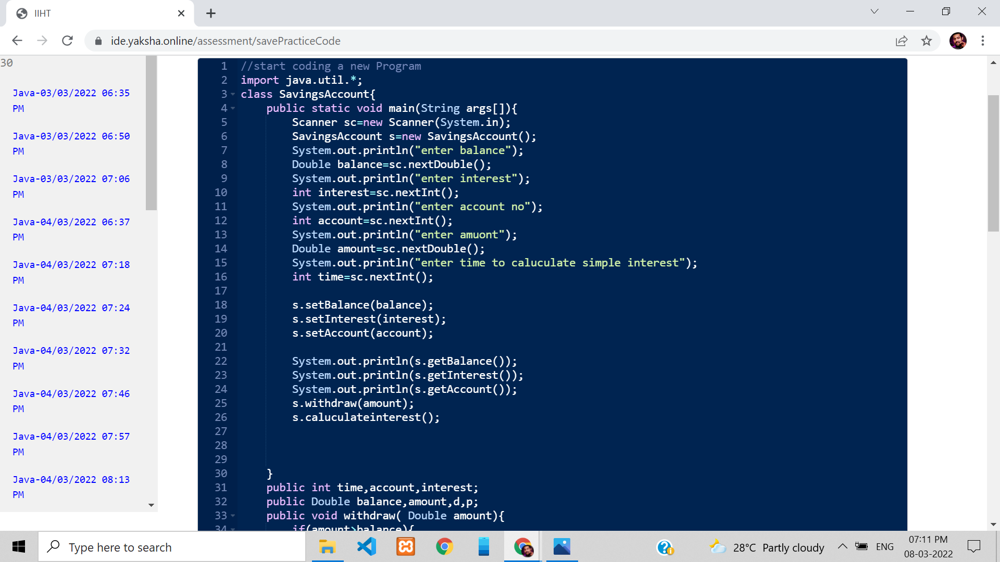 IIHT
ide.yaksha.online/assessment/savePracticeCode
30
Java-03/03/2022 06:35
PM
Java-03/03/2022 06:50
PM
Java-03/03/2022 07:06
PM
Java-04/03/2022 06:37
PM
Java-04/03/2022 07:18
PM
Java-04/03/2022 07:24
PM
Java-04/03/2022 07:32
PM
Java-04/03/2022 07:46
PM
Java-04/03/2022 07:57
PM
Java-04/03/2022 08:13
PM
1 //start coding a new Program
2 import java.util.*;
3 class SavingsAccount{
4 public static void main(String args[]){
5 Scanner sc=new Scanner(System.in);
6 SavingsAccount s=new SavingsAccount();
7 System.out.println("enter balance");
8 Double balance=sc.nextDouble();
9 System.out.println("enter interest");
10 int interest=sc.nextInt();
11 System.out.println("enter account no");
12 int account=sc.nextInt();
13 System.out.println("enter amuont");
14 Double amount=sc.nextDouble();
15 System.out.println("enter time to caluculate simple interest");
16 int time=sc.nextInt();
17
18 s.setBalance(balance);
19 s.setInterest(interest);
20 s.setAccount(account);
21
22 System.out.println(s.getBalance());
23 System.out.println(s.getInterest());
24 System.out.println(s.getAccount());
25 s.withdraw(amount);
26 s.caluculateinterest();
27
28
29
30 }
31 public int time,account,interest;
32 public Double balance,amount,d,p;
33 public void withdraw( Double amount){
34 if(amount>balance){
Type here to search
28°C Partly cloudy
ENG
07:11 PM
08-03-2022